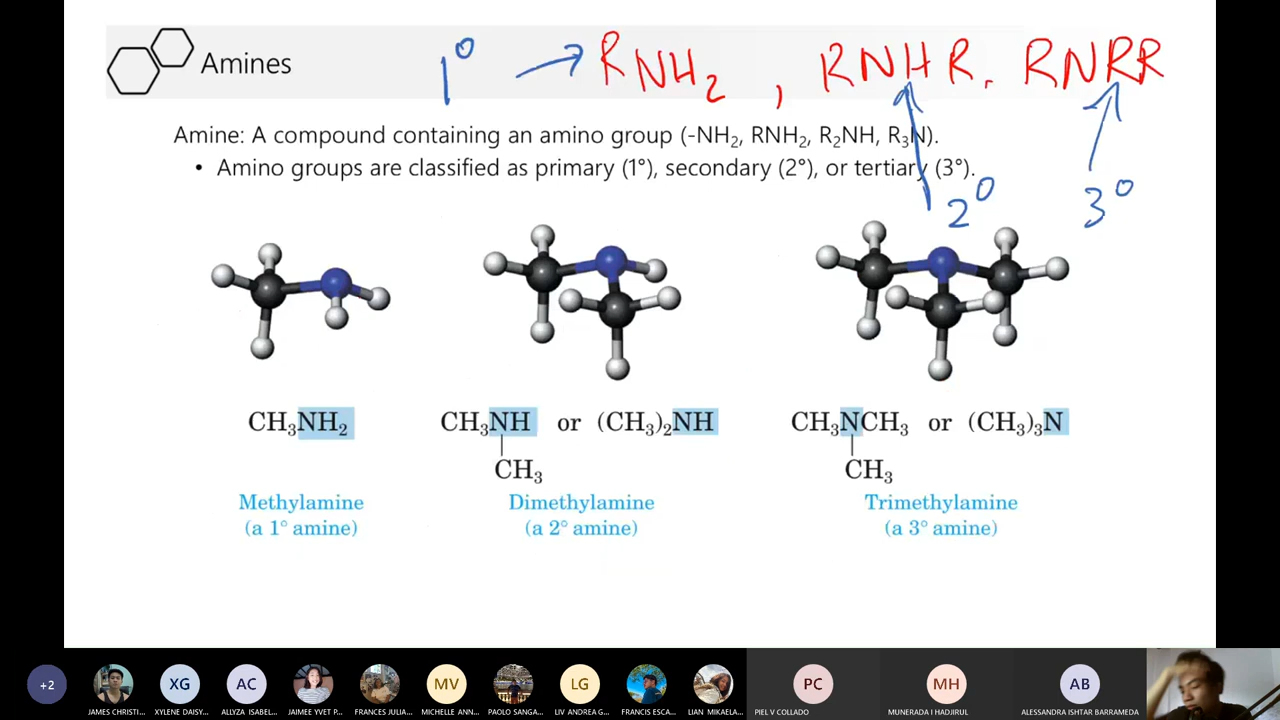 Amines
1° → RNH₂, RNHR. RNRR
Amine: A compound containing an amino group (-NH₂, RNH₂, R₂NH, R₃N).
• Amino groups are classified as primary (1°), secondary (2°), or tertiary (3°).
2° 3°
CH₃NH₂ CH₃NH or (CH₃)₂NH CH₃NCH₃ or (CH₃)₃N
CH₃ CH₃
Methylamine Dimethylamine Trimethylamine
(a 1° amine) (a 2° amine) (a 3° amine)
+2 XG AC MV LG PC MH AB
JAMES CHRISTI... XYLENE DAISY... ALLYZA ISABEL... JAIMEE YVET P... FRANCES JULIA... MICHELLE ANN... PAOLO SANGA... LIV ANDREA G... FRANCIS ESCA... LIAN MIKAELA... PIEL V COLLADO MUNERADA I HADJIRUL ALESSANDRA ISHTAR BARRAMEDA